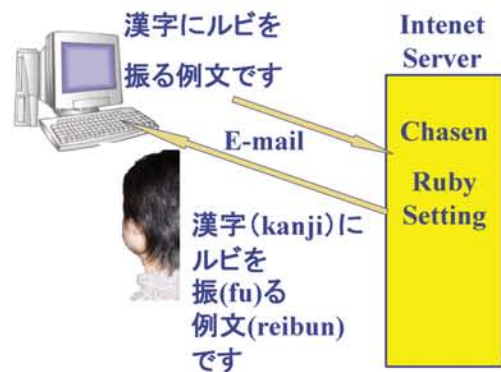 漢字にルビを
振る例文です
Intenet
Server
E-mail
Chasen
Ruby
Setting
漢字(kanji)に
ルビを
振(fu)る
例文(reibun)
です